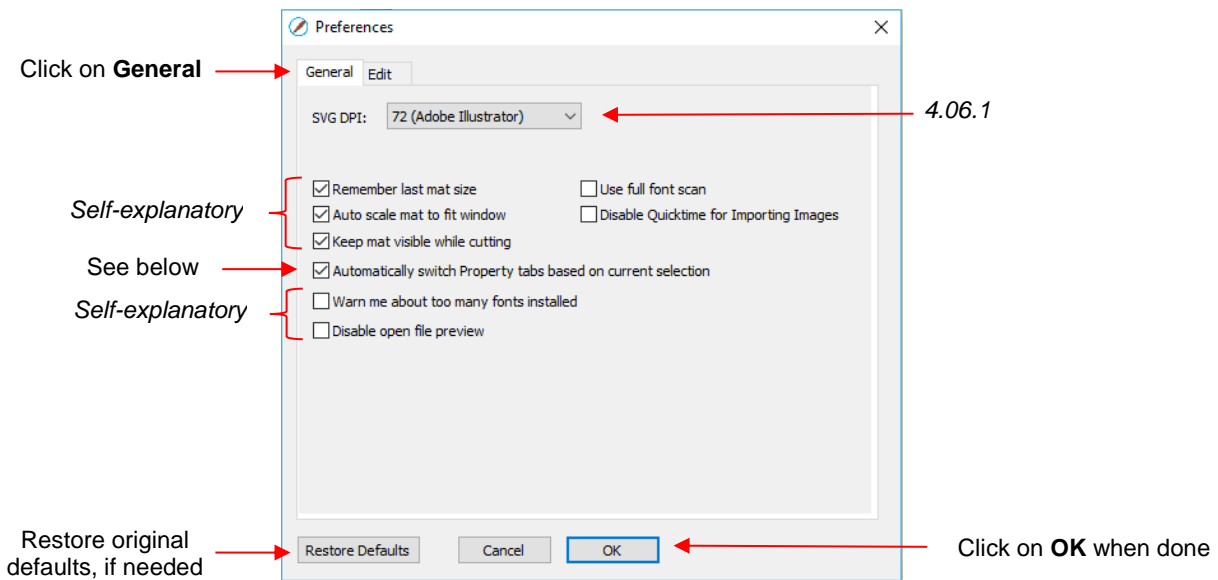 Preferences
Click on General
General Edit
SVG DPI: 72 (Adobe Illustrator)
4.06.1
Self-explanatory
Remember last mat size
Use full font scan
Auto scale mat to fit window
Disable Quicktime for Importing Images
Keep mat visible while cutting
See below
Automatically switch Property tabs based on current selection
Self-explanatory
Warn me about too many fonts installed
Disable open file preview
Restore original
defaults, if needed
Restore Defaults Cancel OK
Click on OK when done